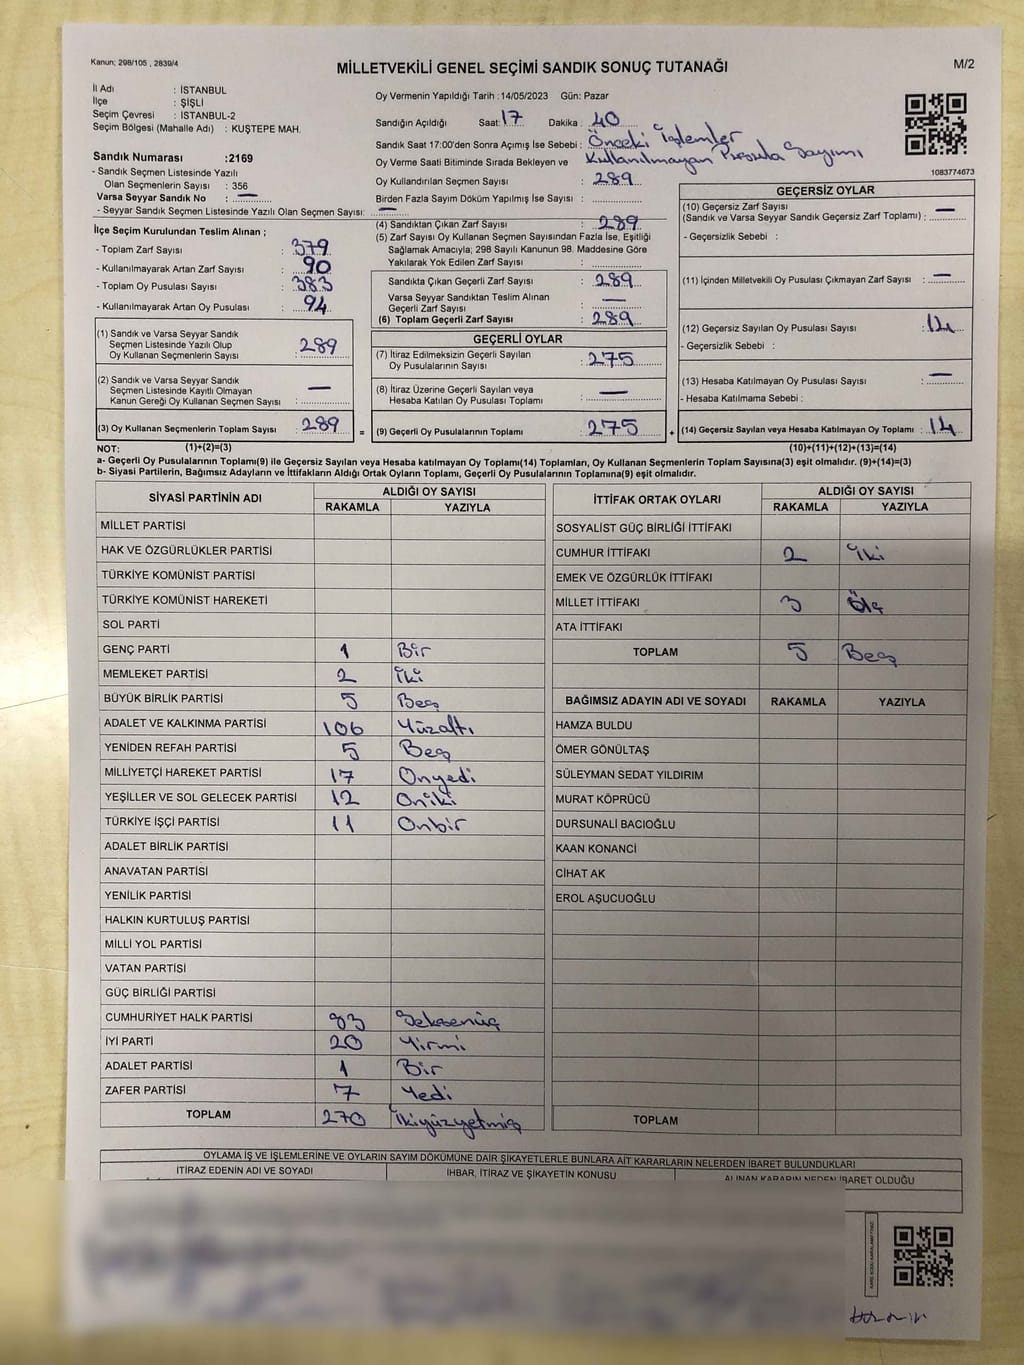 Kanun; 298/105 , 2839/4
MİLLETVEKİLİ GENEL SEÇİMİ SANDIK SONUÇ TUTANAĞI
M/2
İl Adı : İSTANBUL
İlçe : ŞİŞLİ
Seçim Çevresi : İSTANBUL-2
Seçim Bölgesi (Mahalle Adı) : KUŞTEPE MAH.
Sandık Numarası :2169
- Sandık Seçmen Listesinde Yazılı
Olan Seçmenlerin Sayısı : 356
Varsa Seyyar Sandık No : —
- Seyyar Sandık Seçmen Listesinde Yazılı Olan Seçmen Sayısı: —
İlçe Seçim Kurulundan Teslim Alınan ;
- Toplam Zarf Sayısı : 379
- Kullanılmayarak Artan Zarf Sayısı : 90
- Toplam Oy Pusulası Sayısı : 383
- Kullanılmayarak Artan Oy Pusulası : 94
(1) Sandık ve Varsa Seyyar Sandık
Seçmen Listesinde Yazılı Olup
Oy Kullanan Seçmenlerin Sayısı : 289
(2) Sandık ve Varsa Seyyar Sandık
Seçmen Listesinde Kayıtlı Olmayan
Kanun Gereği Oy Kullanan Seçmen Sayısı : —
(3) Oy Kullanan Seçmenlerin Toplam Sayısı : 289
Oy Vermenin Yapıldığı Tarih :14/05/2023 Gün: Pazar
Sandığın Açıldığı Saat: 17 Dakika : 40
Sandık Saat 17:00'den Sonra Açımış İse Sebebi : Önceki İşlemler
Oy Verme Saati Bitiminde Sırada Bekleyen ve Kullanılmayan Pusula Sayımı
Oy Kullandırılan Seçmen Sayısı : 289
Birden Fazla Sayım Döküm Yapılmış İse Sayısı :
(4) Sandıktan Çıkan Zarf Sayısı : 289
(5) Zarf Sayısı Oy Kullanan Seçmen Sayısından Fazla İse, Eşitliği
Sağlamak Amacıyla; 298 Sayılı Kanunun 98. Maddesine Göre
Yakılarak Yok Edilen Zarf Sayısı :
Sandıkta Çıkan Geçerli Zarf Sayısı : 289
Varsa Seyyar Sandıktan Teslim Alınan
Geçerli Zarf Sayısı : —
(6) Toplam Geçerli Zarf Sayısı : 289
GEÇERLİ OYLAR
(7) İtiraz Edilmeksizin Geçerli Sayılan
Oy Pusulalarının Sayısı : 275
(8) İtiraz Üzerine Geçerli Sayılan veya
Hesaba Katılan Oy Pusulası Toplamı : —
= (9) Geçerli Oy Pusulalarının Toplamı : 275
1083774673
GEÇERSİZ OYLAR
(10) Geçersiz Zarf Sayısı
(Sandık ve Varsa Seyyar Sandık Geçersiz Zarf Toplamı) : —
- Geçersizlik Sebebi :
(11) İçinden Milletvekili Oy Pusulası Çıkmayan Zarf Sayısı : —
(12) Geçersiz Sayılan Oy Pusulası Sayısı : 14
- Geçersizlik Sebebi :
(13) Hesaba Katılmayan Oy Pusulası Sayısı : —
- Hesaba Katılmama Sebebi :
+ (14) Geçersiz Sayılan veya Hesaba Katılmayan Oy Toplamı : 14
NOT: (1)+(2)=(3) (10)+(11)+(12)+(13)=(14)
a- Geçerli Oy Pusulalarının Toplamı(9) ile Geçersiz Sayılan veya Hesaba katılmayan Oy Toplamı(14) Toplamları, Oy Kullanan Seçmenlerin Toplam Sayısına(3) eşit olmalıdır. (9)+(14)=(3)
b- Siyasi Partilerin, Bağımsız Adayların ve İttifakların Aldığı Ortak Oyların Toplamı, Geçerli Oy Pusulalarının Toplamına(9) eşit olmalıdır.
SİYASİ PARTİNİN ADI ALDIĞI OY SAYISI
RAKAMLA YAZIYLA
MİLLET PARTİSİ
HAK VE ÖZGÜRLÜKLER PARTİSİ
TÜRKİYE KOMÜNİST PARTİSİ
TÜRKİYE KOMÜNİST HAREKETİ
SOL PARTİ
GENÇ PARTİ 1 Bir
MEMLEKET PARTİSİ 2 İki
BÜYÜK BİRLİK PARTİSİ 5 Beş
ADALET VE KALKINMA PARTİSİ 106 Yüzaltı
YENİDEN REFAH PARTİSİ 5 Beş
MİLLİYETÇİ HAREKET PARTİSİ 17 Onyedi
YEŞİLLER VE SOL GELECEK PARTİSİ 12 Oniki
TÜRKİYE İŞÇİ PARTİSİ 11 Onbir
ADALET BİRLİK PARTİSİ
ANAVATAN PARTİSİ
YENİLİK PARTİSİ
HALKIN KURTULUŞ PARTİSİ
MİLLİ YOL PARTİSİ
VATAN PARTİSİ
GÜÇ BİRLİĞİ PARTİSİ
CUMHURİYET HALK PARTİSİ 83 Seksenüç
İYİ PARTİ 20 Yirmi
ADALET PARTİSİ 1 Bir
ZAFER PARTİSİ 7 Yedi
TOPLAM 270 İkiyüzyetmiş
İTTİFAK ORTAK OYLARI ALDIĞI OY SAYISI
RAKAMLA YAZIYLA
SOSYALİST GÜÇ BİRLİĞİ İTTİFAKI
CUMHUR İTTİFAKI 2 İki
EMEK VE ÖZGÜRLÜK İTTİFAKI
MİLLET İTTİFAKI 3 Üç
ATA İTTİFAKI
TOPLAM 5 Beş
BAĞIMSIZ ADAYIN ADI VE SOYADI RAKAMLA YAZIYLA
HAMZA BULDU
ÖMER GÖNÜLTAŞ
SÜLEYMAN SEDAT YILDIRIM
MURAT KÖPRÜCÜ
DURSUNALİ BACIOĞLU
KAAN KONANCİ
CİHAT AK
EROL AŞUCUOĞLU
TOPLAM
OYLAMA İŞ VE İŞLEMLERİNE VE OYLARIN SAYIM DÖKÜMÜNE DAİR ŞİKAYETLERLE BUNLARA AİT KARARLARIN NELERDEN İBARET BULUNDUKLARI
İTİRAZ EDENİN ADI VE SOYADI İHBAR, İTİRAZ VE ŞİKAYETİN KONUSU ALINAN KARARIN NEDEN İBARET OLDUĞU